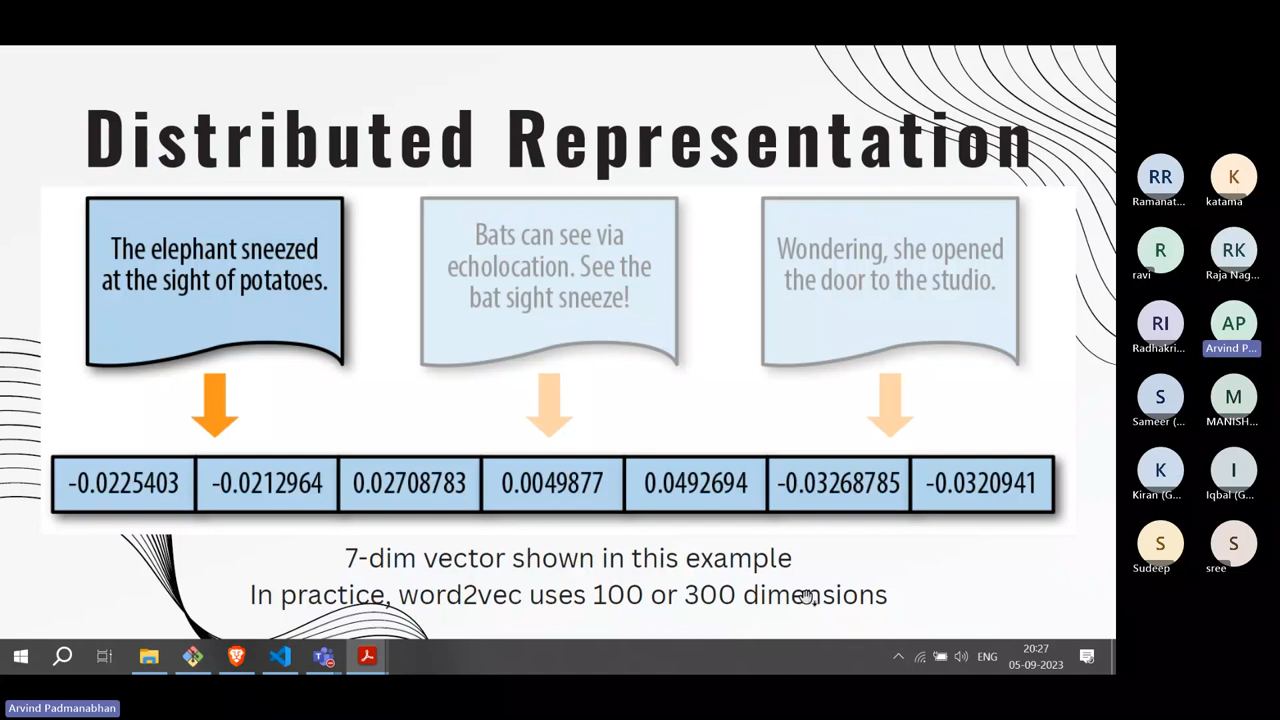 Distributed Representation
The elephant sneezed
at the sight of potatoes.
Bats can see via
echolocation. See the
bat sight sneeze!
Wondering, she opened
the door to the studio.
-0.0225403 -0.0212964 0.02708783 0.0049877 0.0492694 -0.03268785 -0.0320941
7-dim vector shown in this example
In practice, word2vec uses 100 or 300 dimensions
RR K
Ramanat... katama
R RK
ravi Raja Nag...
RI AP
Radhakri... Arvind P...
S M
Sameer (... MANISH...
K I
Kiran (G... Iqbal (G...
S S
Sudeep sree
ENG
20:27
05-09-2023
Arvind Padmanabhan